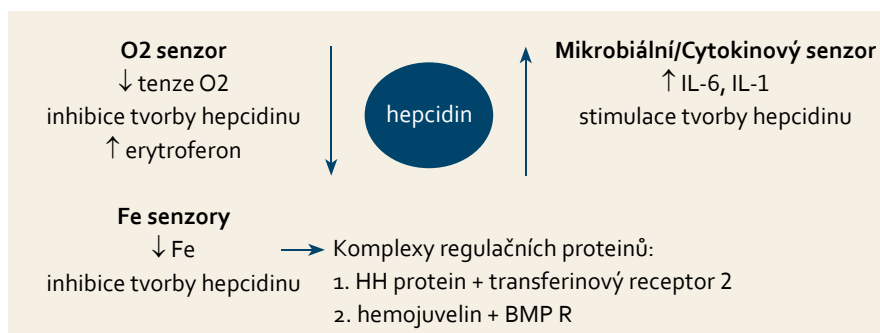 O2 senzor
↓ tenze O2
inhibice tvorby hepcidinu
↑ erytroferon
hepcidin
Mikrobiální/Cytokinový senzor
↑ IL-6, IL-1
stimulace tvorby hepcidinu
Fe senzory
↓ Fe
inhibice tvorby hepcidinu
Komplexy regulačních proteinů:
1. HH protein + transferinový receptor 2
2. hemojuvelin + BMP R